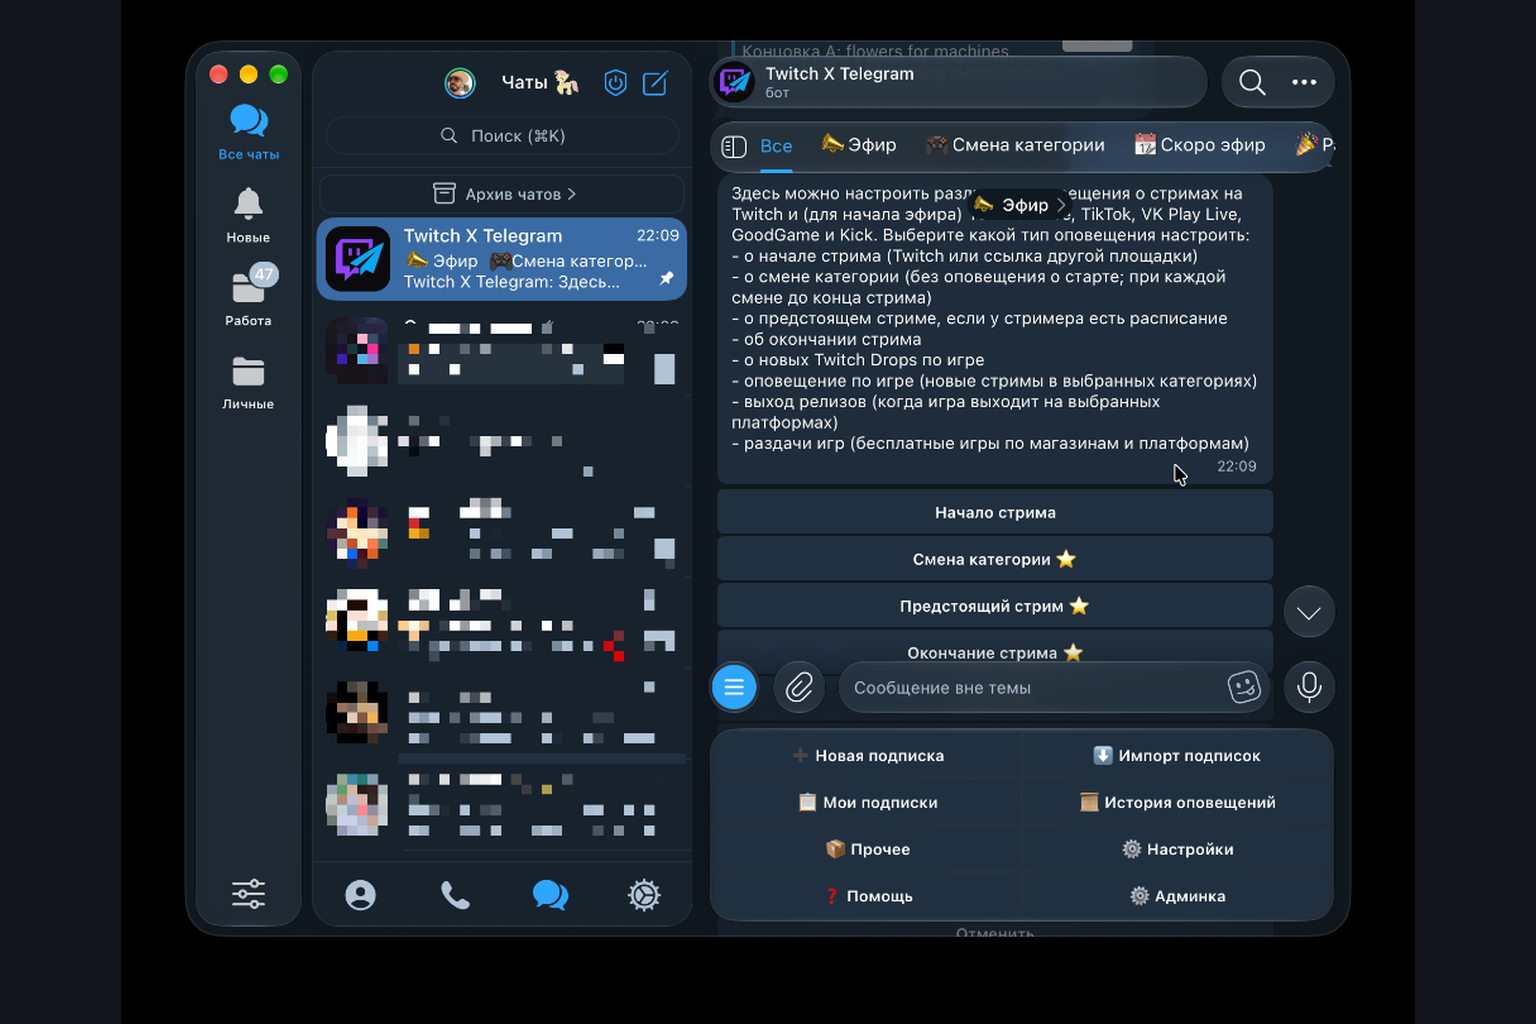 Все чаты
Новые
47
Работа
Личные
Чаты
Поиск (⌘K)
Архив чатов
Twitch X Telegram 22:09
Эфир Смена категор...
Twitch X Telegram: Здесь...
Концовка А: flowers for machines.
Twitch X Telegram
бот
Все Эфир Смена категории 17 Скоро эфир
Эфир
Здесь можно настроить о стримах на
Twitch и (для начала эфира) TikTok, VK Play Live,
GoodGame и Kick. Выберите какой тип оповещения настроить:
- о начале стрима (Twitch или ссылка другой площадки)
- о смене категории (без оповещения о старте; при каждой
смене до конца стрима)
- о предстоящем стриме, если у стримера есть расписание
- об окончании стрима
- о новых Twitch Drops по игре
- оповещение по игре (новые стримы в выбранных категориях)
- выход релизов (когда игра выходит на выбранных
платформах)
- раздачи игр (бесплатные игры по магазинам и платформам)
22:09
Начало стрима
Смена категории ⭐
Предстоящий стрим ⭐
Окончание стрима ⭐
Сообщение вне темы
Новая подписка
Импорт подписок
Мои подписки
История оповещений
Прочее
Настройки
Помощь
Админка
Отменить